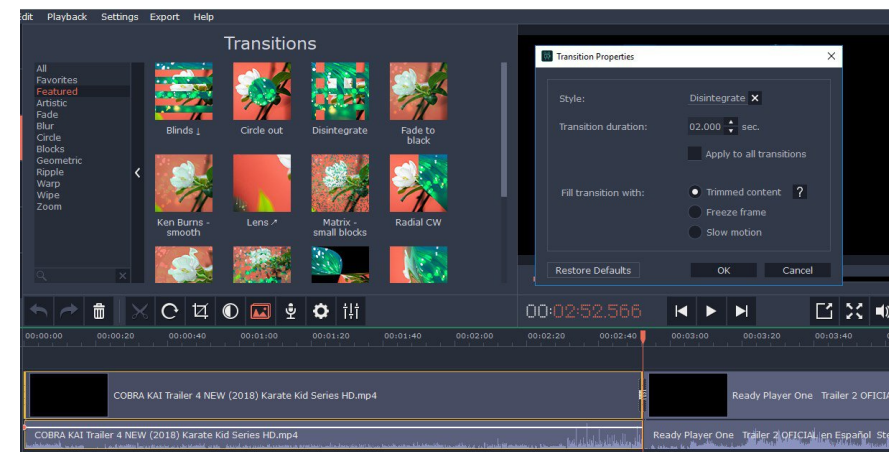 dit Playback Settings Export Help
Transitions
All
Favorites
Featured
Artistic
Fade
Blur
Circle
Blocks
Geometric
Ripple
Warp
Wipe
Zoom
Blinds ↓
Circle out
Disintegrate
Fade to
black
Ken Burns -
smooth
Lens ↗
Matrix -
small blocks
Radial CW
Transition Properties
Style: Disintegrate
Transition duration: 02.000 sec.
Apply to all transitions
Fill transition with: Trimmed content ?
Freeze frame
Slow motion
Restore Defaults OK Cancel
00:02:52.566
00:00:00 00:00:20 00:00:40 00:01:00 00:01:20 00:01:40 00:02:00 00:02:20 00:02:40 00:03:00 00:03:20 00:03:40
COBRA KAI Trailer 4 NEW (2018) Karate Kid Series HD.mp4
Ready Player One Trailer 2 OFICIA
COBRA KAI Trailer 4 NEW (2018) Karate Kid Series HD.mp4
Ready Player One Trailer 2 OFICIAL en Español Ste